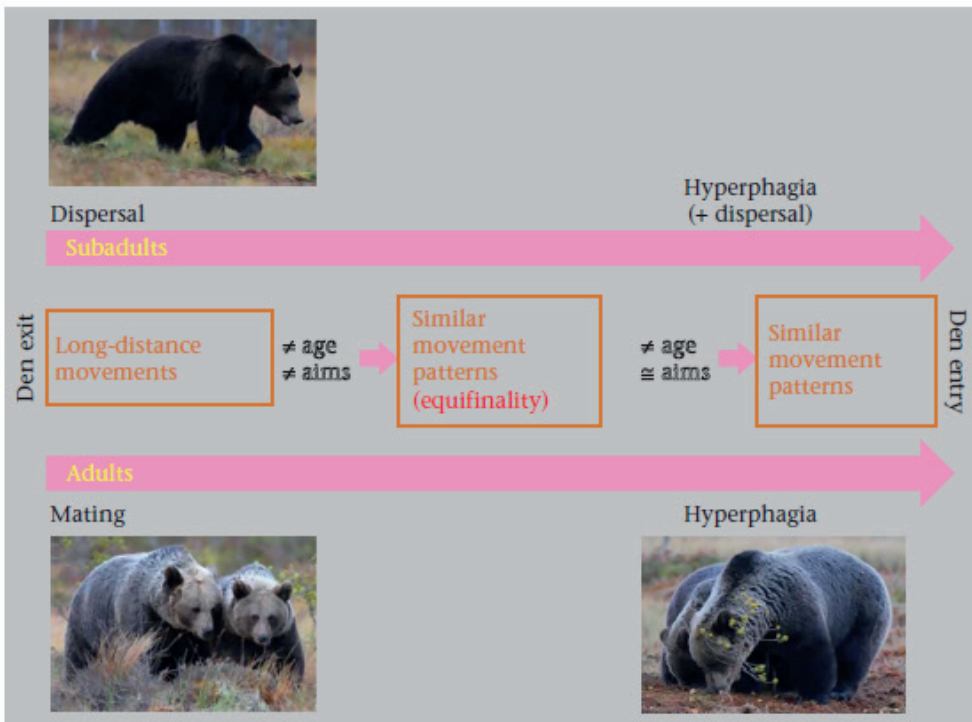 Dispersal
Hyperphagia
(+ dispersal)
Subadults
Den exit
Long-distance
movements
≠ age
≠ aims
Similar
movement
patterns
(equifinality)
≠ age
≅ aims
Similar
movement
patterns
Den entry
Adults
Mating
Hyperphagia